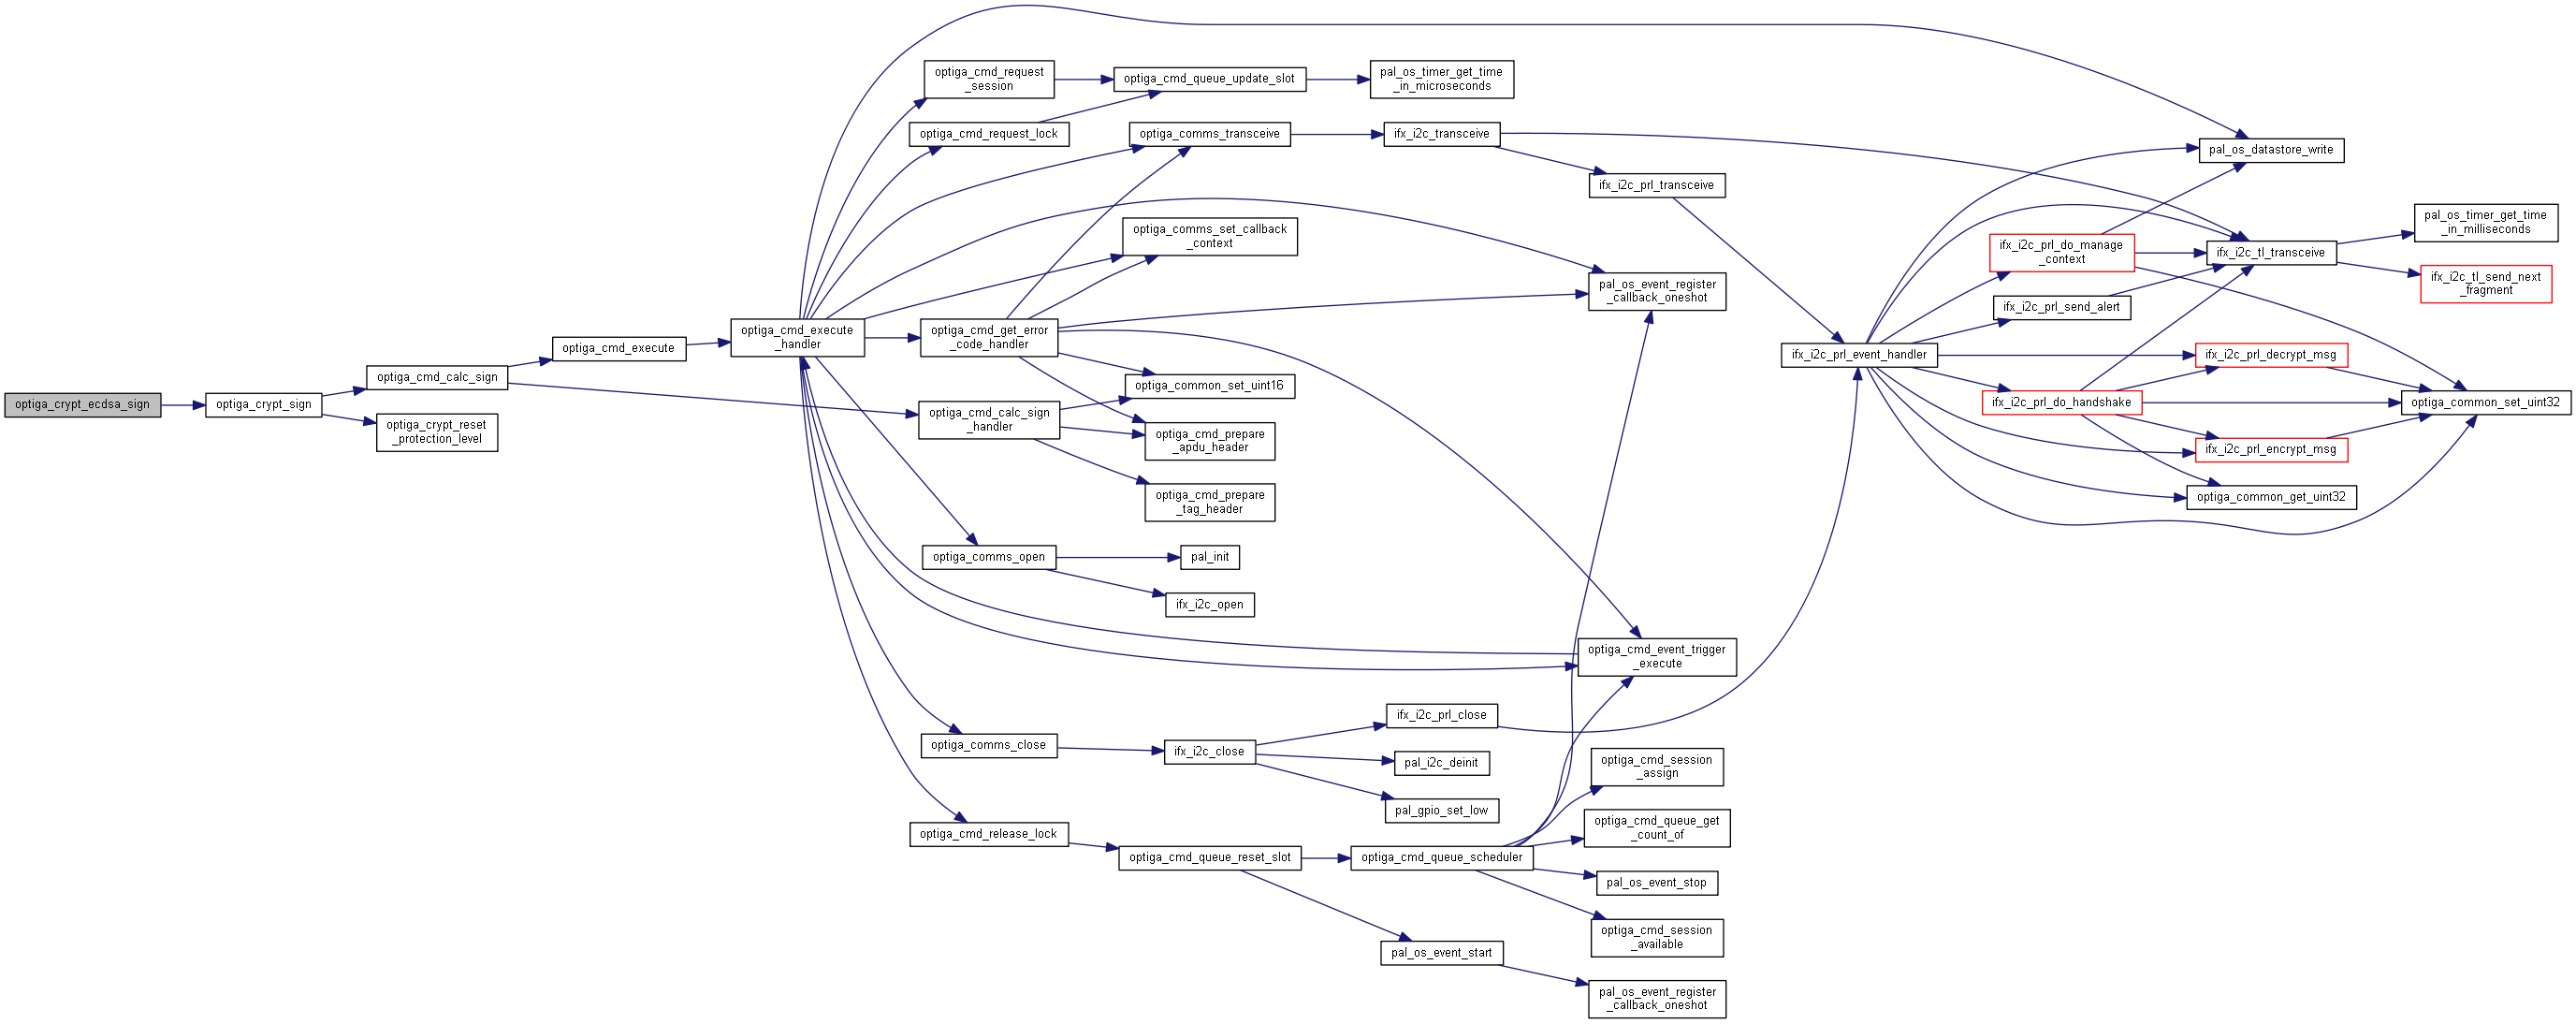 optiga_crypt_ecdsa_sign
optiga_crypt_sign
optiga_cmd_calc_sign
optiga_crypt_reset
_protection_level
optiga_cmd_execute
optiga_cmd_execute
_handler
optiga_cmd_request
_session
optiga_cmd_request_lock
optiga_cmd_get_error
_code_handler
optiga_cmd_calc_sign
_handler
optiga_comms_open
optiga_comms_close
optiga_cmd_release_lock
optiga_cmd_queue_update_slot
optiga_comms_transceive
optiga_comms_set_callback
_context
optiga_common_set_uint16
optiga_cmd_prepare
_apdu_header
optiga_cmd_prepare
_tag_header
pal_init
ifx_i2c_open
ifx_i2c_close
optiga_cmd_queue_reset_slot
pal_os_timer_get_time
_in_microseconds
ifx_i2c_transceive
ifx_i2c_prl_close
pal_i2c_deinit
pal_gpio_set_low
optiga_cmd_queue_scheduler
pal_os_event_start
ifx_i2c_prl_transceive
pal_os_event_register
_callback_oneshot
optiga_cmd_event_trigger
_execute
optiga_cmd_session
_assign
optiga_cmd_queue_get
_count_of
pal_os_event_stop
optiga_cmd_session
_available
pal_os_event_register
_callback_oneshot
ifx_i2c_prl_event_handler
ifx_i2c_prl_do_manage
_context
ifx_i2c_prl_send_alert
ifx_i2c_prl_do_handshake
pal_os_datastore_write
ifx_i2c_tl_transceive
ifx_i2c_prl_decrypt_msg
ifx_i2c_prl_encrypt_msg
optiga_common_get_uint32
pal_os_timer_get_time
_in_milliseconds
ifx_i2c_tl_send_next
_fragment
optiga_common_set_uint32